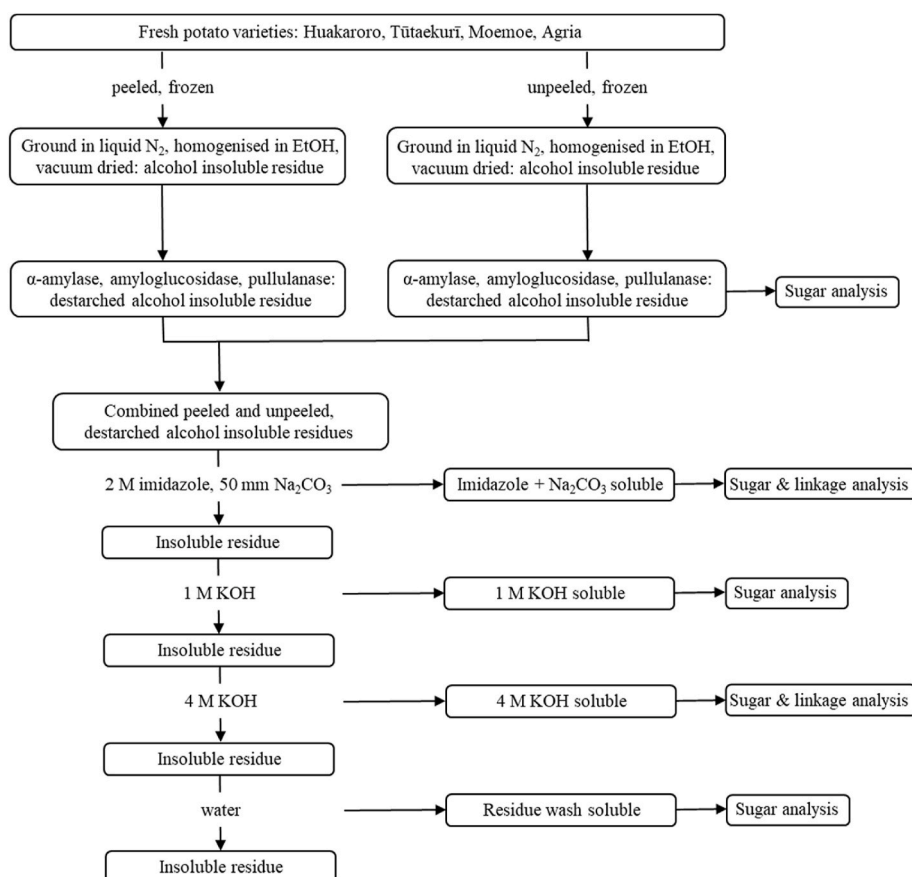 Fresh potato varieties: Huakaroro, Tūtaekurī, Moemoe, Agria
peeled, frozen
unpeeled, frozen
Ground in liquid N₂, homogenised in EtOH,
vacuum dried: alcohol insoluble residue
Ground in liquid N₂, homogenised in EtOH,
vacuum dried: alcohol insoluble residue
α-amylase, amyloglucosidase, pullulanase:
destarched alcohol insoluble residue
α-amylase, amyloglucosidase, pullulanase:
destarched alcohol insoluble residue
Sugar analysis
Combined peeled and unpeeled,
destarched alcohol insoluble residues
2 M imidazole, 50 mm Na₂CO₃
Imidazole + Na₂CO₃ soluble
Sugar & linkage analysis
Insoluble residue
1 M KOH
1 M KOH soluble
Sugar analysis
Insoluble residue
4 M KOH
4 M KOH soluble
Sugar & linkage analysis
Insoluble residue
water
Residue wash soluble
Sugar analysis
Insoluble residue